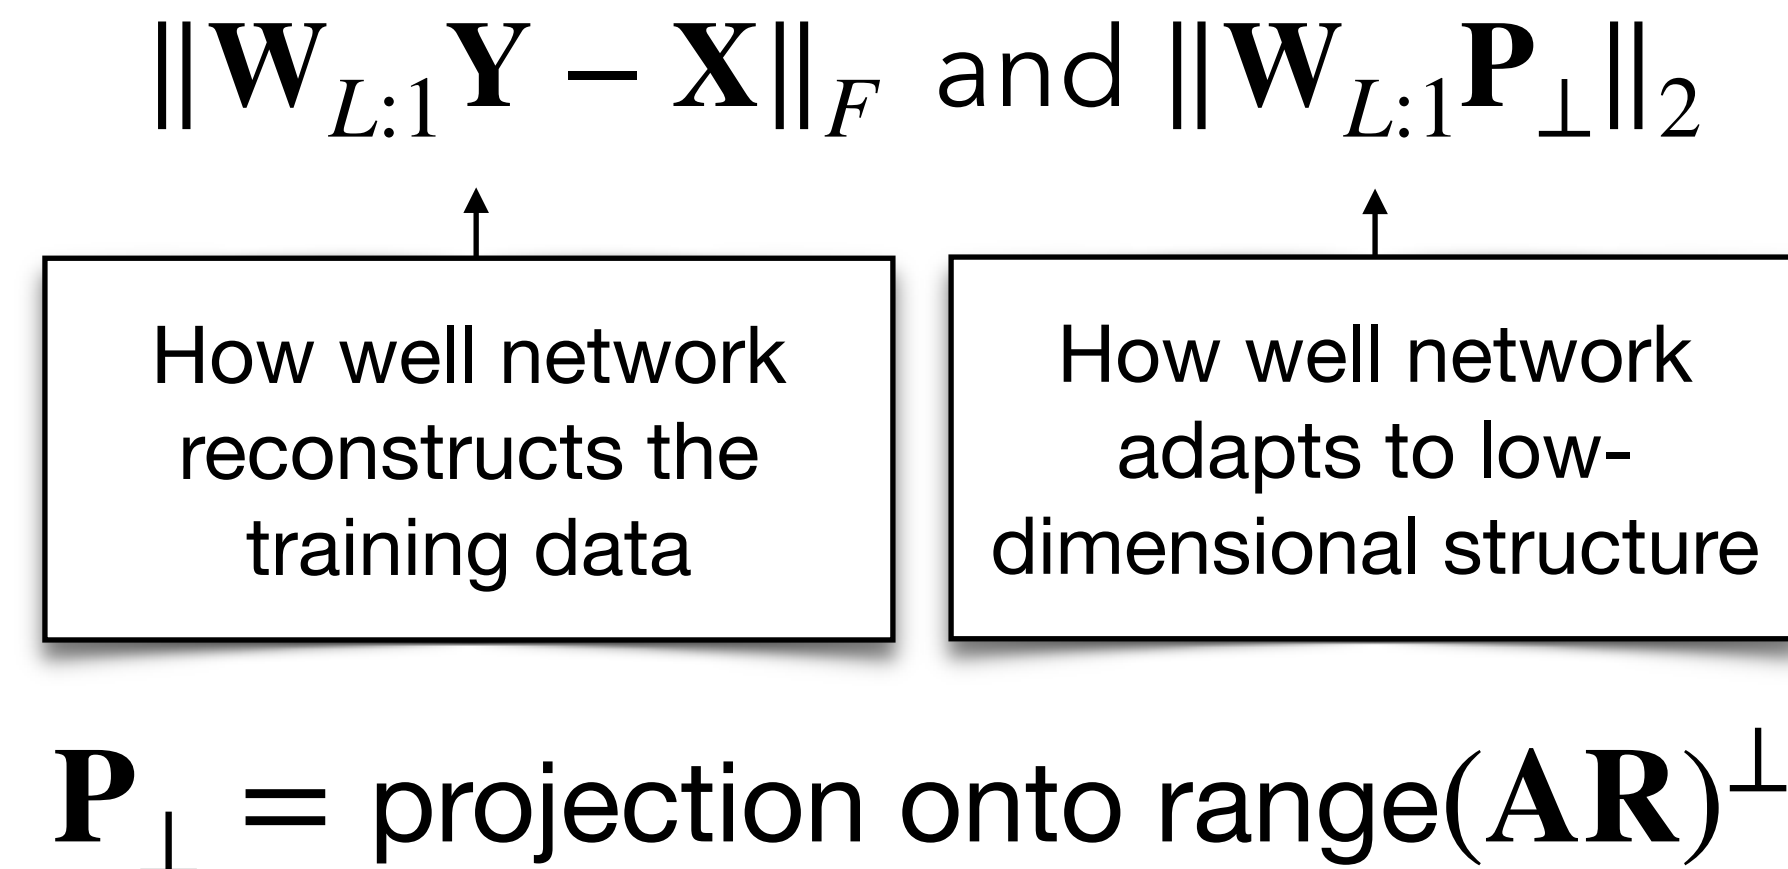 ‖W_{L:1}Y − X‖_F and ‖W_{L:1}P_⊥‖_2
How well network
reconstructs the
training data
How well network
adapts to low-
dimensional structure
P_⊥ = projection onto range(AR)^⊥